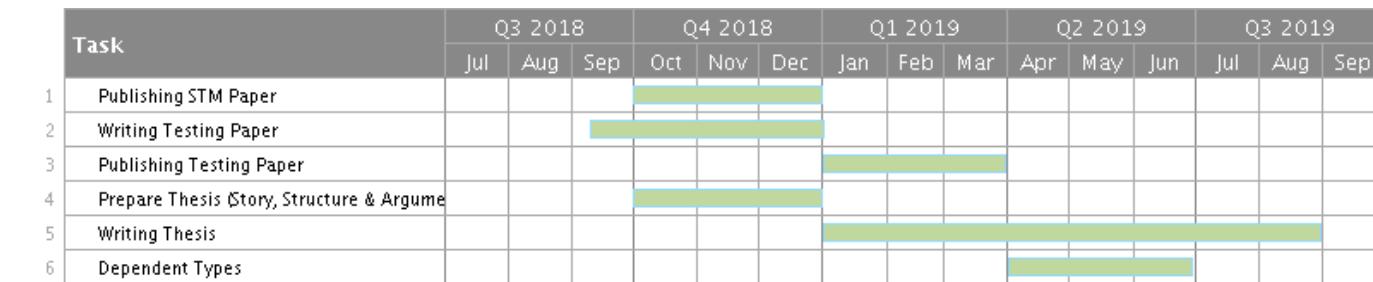 Task
Q3 2018 Q4 2018 Q1 2019 Q2 2019 Q3 2019
Jul Aug Sep Oct Nov Dec Jan Feb Mar Apr May Jun Jul Aug Sep
1 Publishing STM Paper
2 Writing Testing Paper
3 Publishing Testing Paper
4 Prepare Thesis (Story, Structure & Argume
5 Writing Thesis
6 Dependent Types